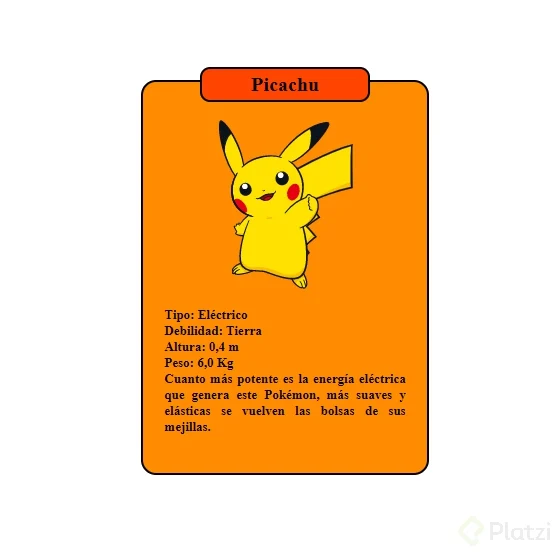 Picachu
Tipo: Eléctrico
Debilidad: Tierra
Altura: 0,4 m
Peso: 6,0 Kg
Cuanto más potente es la energía eléctrica
que genera este Pokémon, más suaves y
elásticas se vuelven las bolsas de sus
mejillas.
Platzi